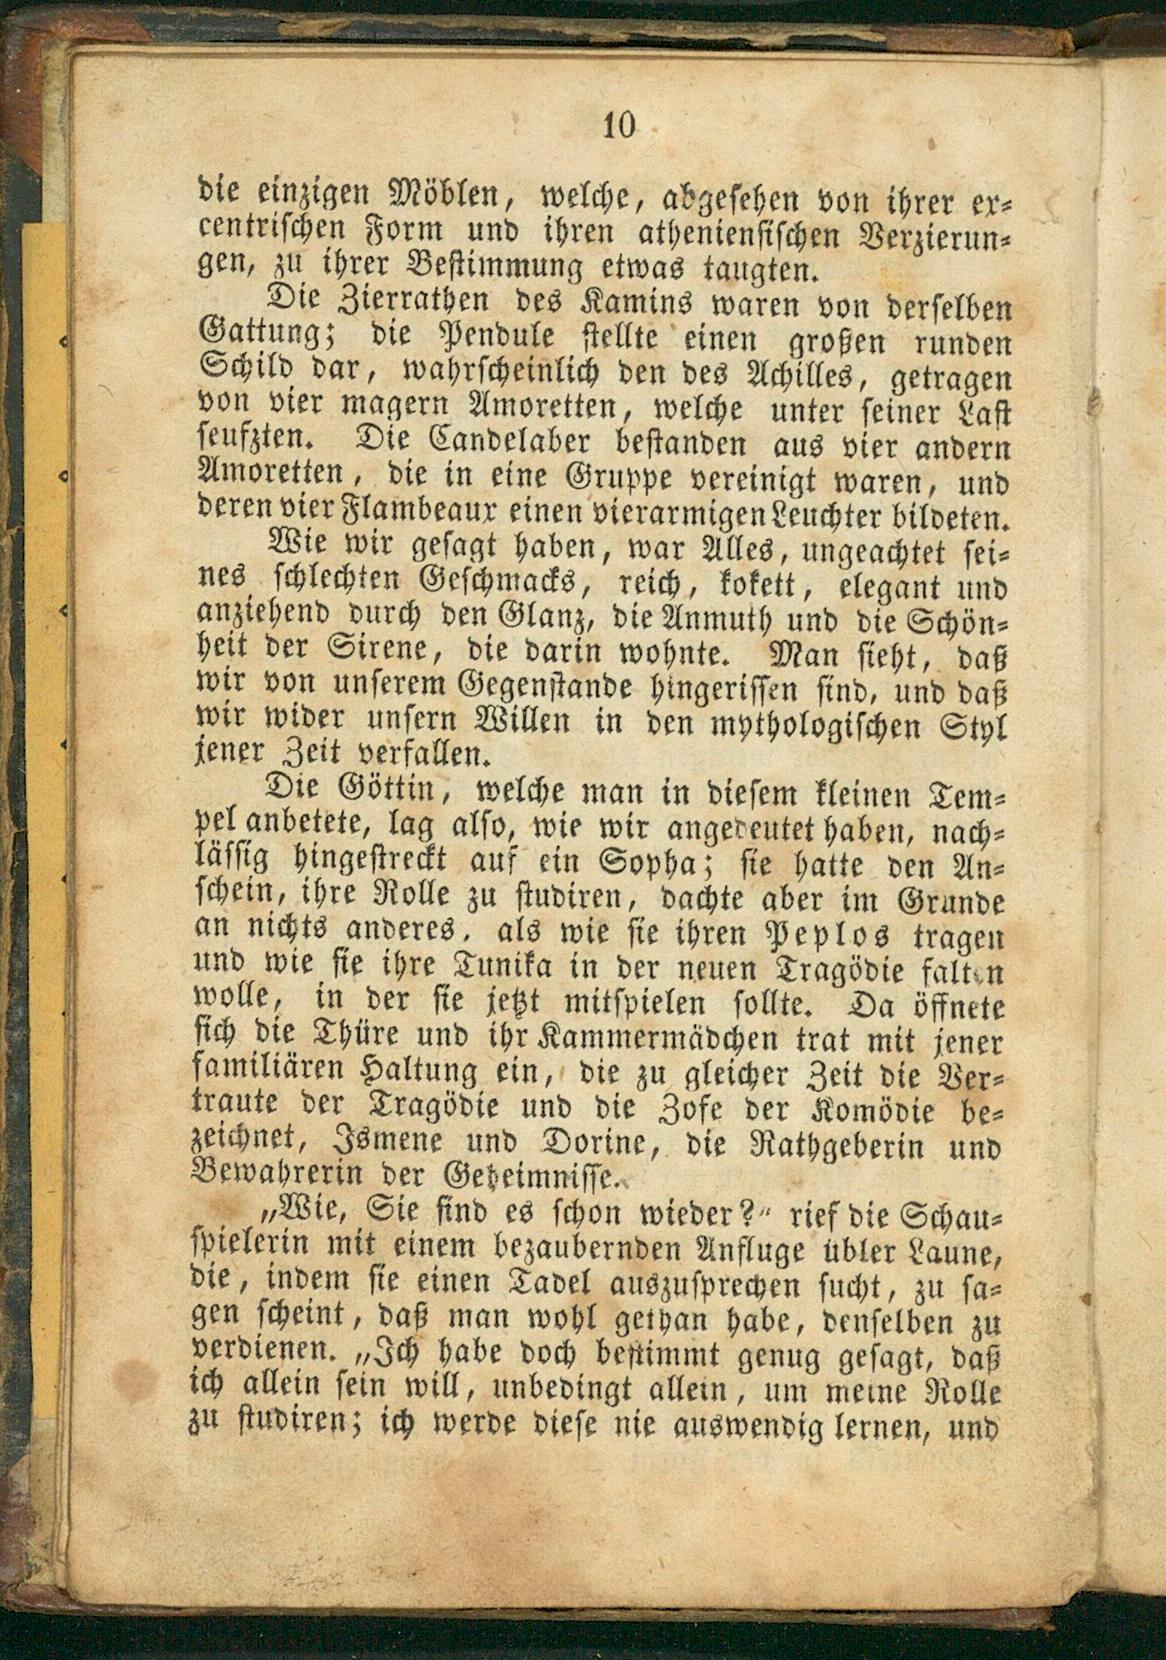 10
die einzigen Möblen, welche, abgesehen von ihrer ex-
centrischen Form und ihren atheniensischen Verzierun-
gen, zu ihrer Bestimmung etwas taugten.
Die Zierrathen des Kamins waren von derselben
Gattung; die Pendule stellte einen großen runden
Schild dar, wahrscheinlich den des Achilles, getragen
von vier magern Amoretten, welche unter seiner Last
seufzten. Die Candelaber bestanden aus vier andern
Amoretten, die in eine Gruppe vereinigt waren, und
deren vier Flambeaux einen vierarmigen Leuchter bildeten.
Wie wir gesagt haben, war Alles, ungeachtet sei-
nes schlechten Geschmacks, reich, kokett, elegant und
anziehend durch den Glanz, die Anmuth und die Schön-
heit der Sirene, die darin wohnte. Man sieht, daß
wir von unserem Gegenstande hingerissen sind, und daß
wir wider unsern Willen in den mythologischen Styl
jener Zeit verfallen.
Die Göttin, welche man in diesem kleinen Tem-
pel anbetete, lag also, wie wir angedeutet haben, nach-
lässig hingestreckt auf ein Sopha; sie hatte den An-
schein, ihre Rolle zu studiren, dachte aber im Grunde
an nichts anderes, als wie sie ihren Peplos tragen
und wie sie ihre Tunika in der neuen Tragödie falten
wolle, in der sie jetzt mitspielen sollte. Da öffnete
sich die Thüre und ihr Kammermädchen trat mit jener
familiären Haltung ein, die zu gleicher Zeit die Ver-
traute der Tragödie und die Zofe der Komödie be-
zeichnet, Ismene und Dorine, die Rathgeberin und
Bewahrerin der Geheimnisse.
„Wie, Sie sind es schon wieder?“ rief die Schau-
spielerin mit einem bezaubernden Anfluge übler Laune,
die, indem sie einen Tadel auszusprechen sucht, zu sa-
gen scheint, daß man wohl gethan habe, denselben zu
verdienen. „Ich habe doch bestimmt genug gesagt, daß
ich allein sein will, unbedingt allein, um meine Rolle
zu studiren; ich werde diese nie auswendig lernen, und